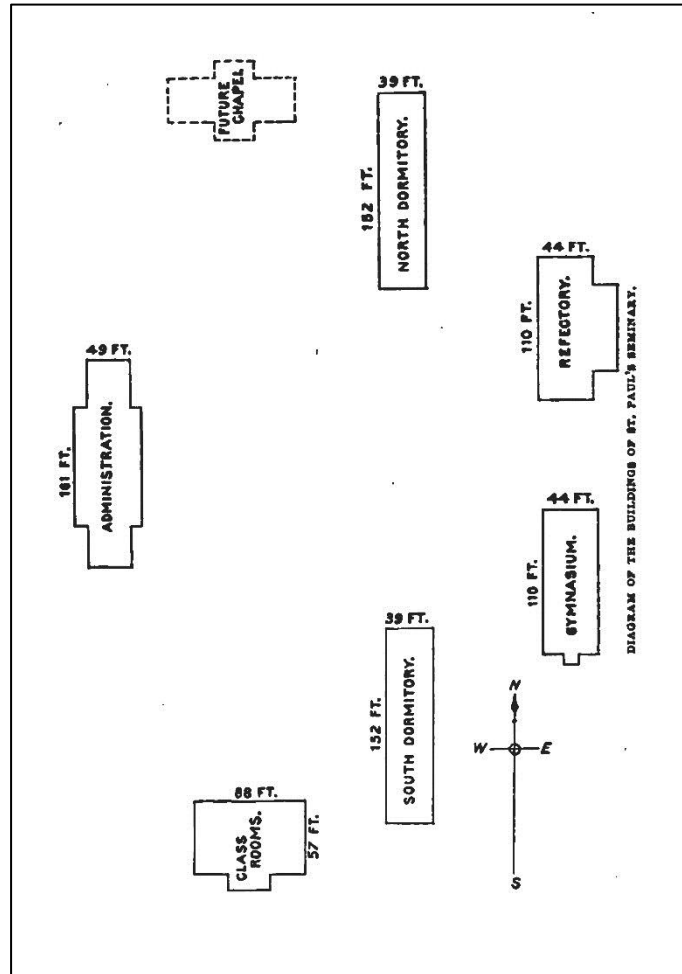 FUTURE
CHAPEL
39 FT.
152 FT.
NORTH DORMITORY.
44 FT.
110 FT.
REFECTORY.
49 FT.
161 FT.
ADMINISTRATION.
44 FT.
110 FT.
GYMNASIUM.
39 FT.
152 FT.
SOUTH DORMITORY.
88 FT.
57 FT.
CLASS
ROOMS.
N
W
E
S
DIAGRAM OF THE BUILDINGS OF ST. PAUL'S SEMINARY.